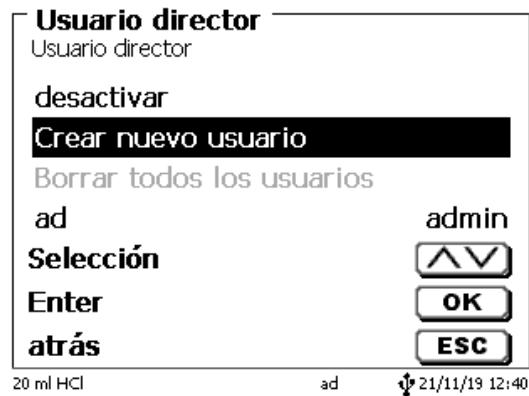 Usuario director
Usuario director
desactivar
Crear nuevo usuario
Borrar todos los usuarios
ad admin
Selección
Enter OK
atrás ESC
20 ml HCl ad 21/11/19 12:40